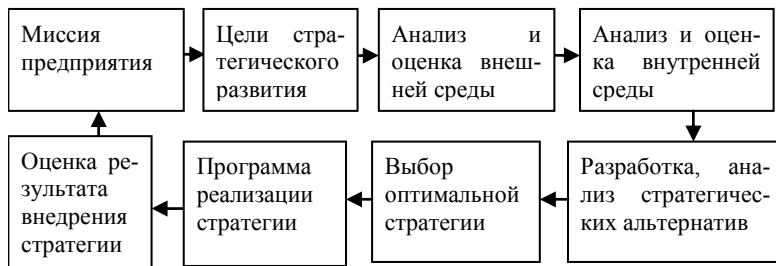 Миссия
предприятия
Цели стра-
тегического
развития
Анализ и
оценка внеш-
ней среды
Анализ и оцен-
ка внутренней
среды
Разработка, ана-
лиз стратегичес-
ких альтернатив
Выбор
оптимальной
стратегии
Программа
реализации
стратегии
Оценка ре-
зультата
внедрения
стратегии